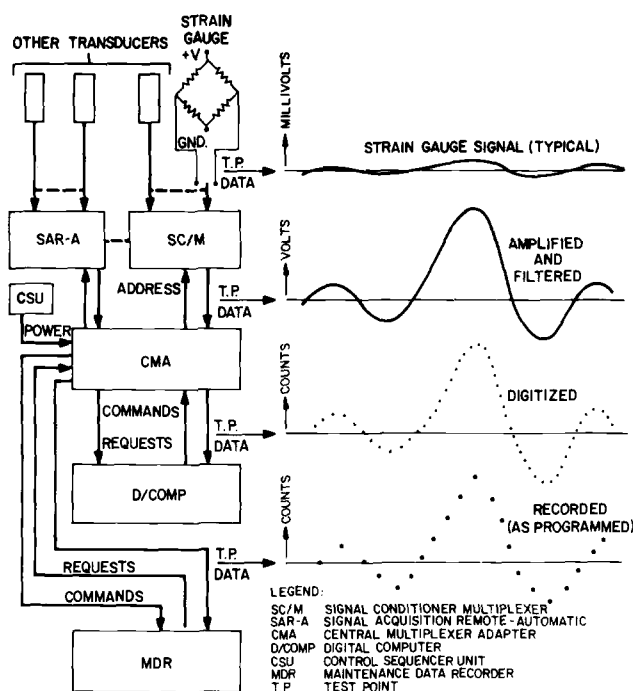 STRAIN
GAUGE
OTHER TRANSDUCERS
+V
GND.
MILLIVOLTS
STRAIN GAUGE SIGNAL (TYPICAL)
T.P.
DATA
SAR-A
SC/M
VOLTS
AMPLIFIED
AND
FILTERED
CSU
ADDRESS
T.P.
DATA
POWER
CMA
COUNTS
DIGITIZED
COMMANDS
REQUESTS
T.P.
DATA
D/COMP
COUNTS
RECORDED
(AS PROGRAMMED)
T.P.
DATA
REQUESTS
COMMANDS
MDR
LEGEND:
SC/M SIGNAL CONDITIONER MULTIPLEXER
SAR-A SIGNAL ACQUISITION REMOTE-AUTOMATIC
CMA CENTRAL MULTIPLEXER ADAPTER
D/COMP DIGITAL COMPUTER
CSU CONTROL SEQUENCER UNIT
MDR MAINTENANCE DATA RECORDER
T.P. TEST POINT